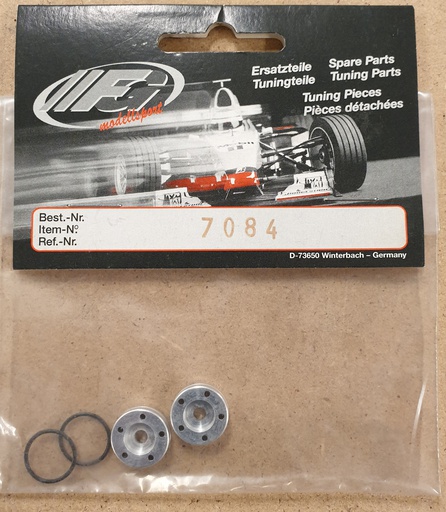 FG
modellsport
Ersatzteile
Tuningteile
Spare Parts
Tuning Parts
Tuning Pieces
Pièces détachées
Best.-Nr.
Item-Nº
Ref.-Nr.
7084
D-73650 Winterbach – Germany